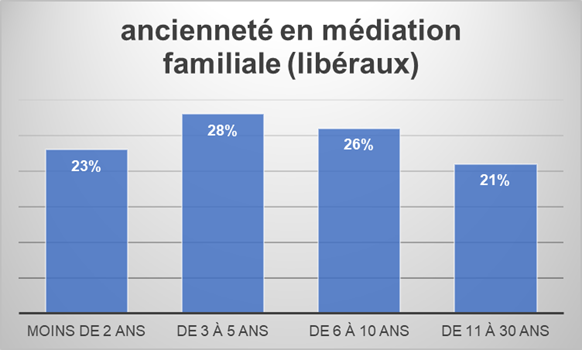 ancienneté en médiation
familiale (libéraux)
23%
28%
26%
21%
MOINS DE 2 ANS
DE 3 À 5 ANS
DE 6 À 10 ANS
DE 11 À 30 ANS